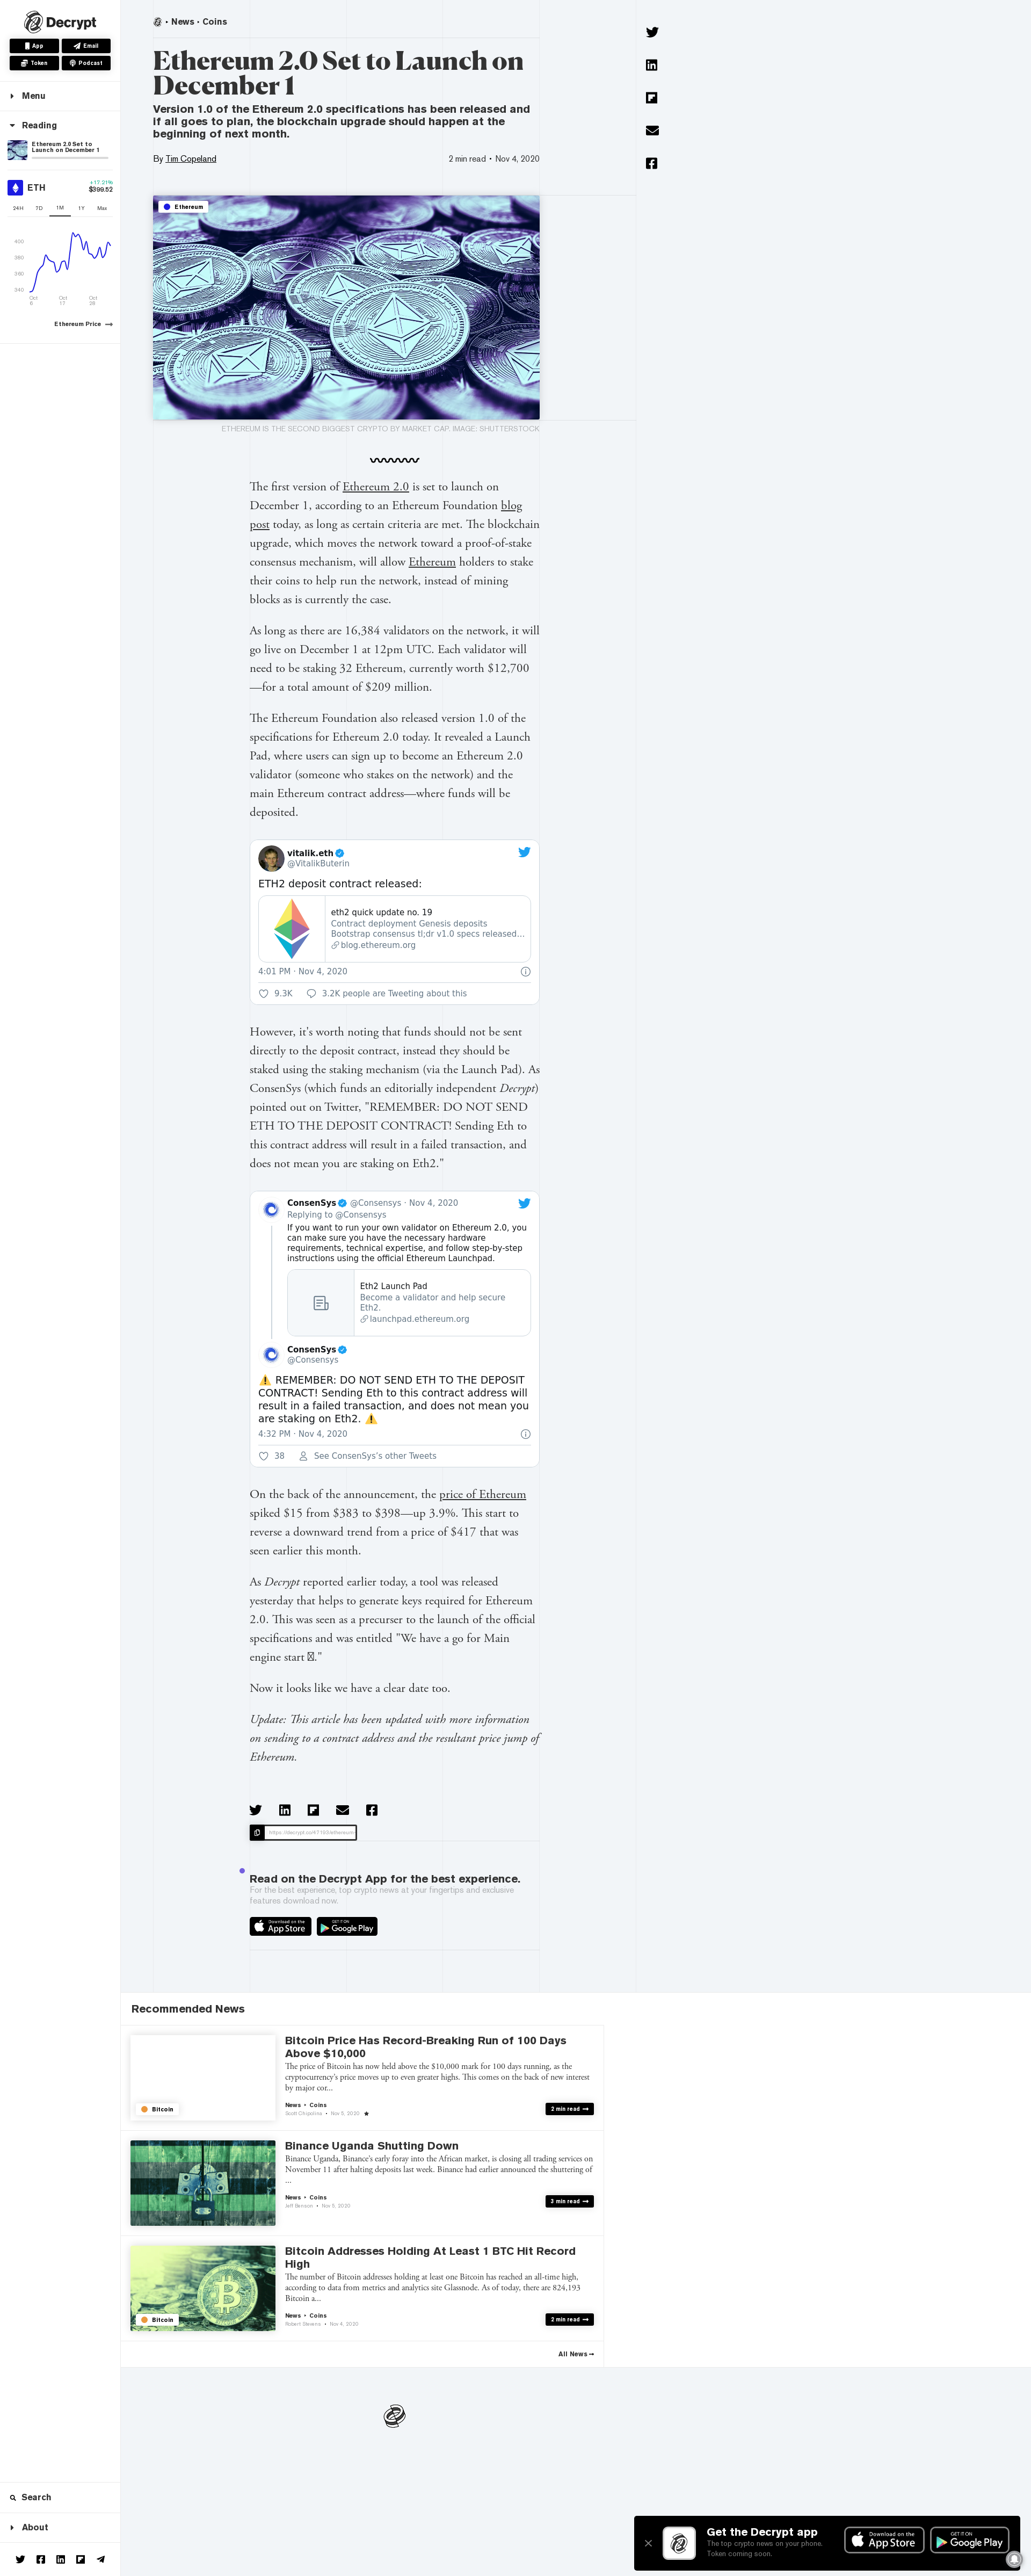 Decrypt
App
Email
Token
Podcast
Menu
Reading
Ethereum 2.0 Set to
Launch on December 1
ETH
+17.21%
$399.52
24H
7D
1M
1Y
Max
400
380
360
340
Oct
6
Oct
17
Oct
29
Ethereum Price
News • Coins
Ethereum 2.0 Set to Launch on
December 1
Version 1.0 of the Ethereum 2.0 specifications has been released and
if all goes to plan, the blockchain upgrade should happen at the
beginning of next month.
By Tim Copeland
2 min read • Nov 4, 2020
Ethereum
ETHEREUM IS THE SECOND BIGGEST CRYPTO BY MARKET CAP. IMAGE: SHUTTERSTOCK
The first version of Ethereum 2.0 is set to launch on
December 1, according to an Ethereum Foundation blog
post today, as long as certain criteria are met. The blockchain
upgrade, which moves the network toward a proof-of-stake
consensus mechanism, will allow Ethereum holders to stake
their coins to help run the network, instead of mining
blocks as is currently the case.
As long as there are 16,384 validators on the network, it will
go live on December 1 at 12pm UTC. Each validator will
need to be staking 32 Ethereum, currently worth $12,700
—for a total amount of $209 million.
The Ethereum Foundation also released version 1.0 of the
specifications for Ethereum 2.0 today. It revealed a Launch
Pad, where users can sign up to become an Ethereum 2.0
validator (someone who stakes on the network) and the
main Ethereum contract address—where funds will be
deposited.
vitalik.eth
@VitalikButerin
ETH2 deposit contract released:
eth2 quick update no. 19
Contract deployment Genesis deposits
Bootstrap consensus tl;dr v1.0 specs released…
blog.ethereum.org
4:01 PM · Nov 4, 2020
9.3K
3.2K people are Tweeting about this
However, it's worth noting that funds should not be sent
directly to the deposit contract, instead they should be
staked using the staking mechanism (via the Launch Pad). As
ConsenSys (which funds an editorially independent Decrypt)
pointed out on Twitter, "REMEMBER: DO NOT SEND
ETH TO THE DEPOSIT CONTRACT! Sending Eth to
this contract address will result in a failed transaction, and
does not mean you are staking on Eth2."
ConsenSys @Consensys · Nov 4, 2020
Replying to @Consensys
If you want to run your own validator on Ethereum 2.0, you
can make sure you have the necessary hardware
requirements, technical expertise, and follow step-by-step
instructions using the official Ethereum Launchpad.
Eth2 Launch Pad
Become a validator and help secure
Eth2.
launchpad.ethereum.org
ConsenSys
@Consensys
⚠️ REMEMBER: DO NOT SEND ETH TO THE DEPOSIT
CONTRACT! Sending Eth to this contract address will
result in a failed transaction, and does not mean you
are staking on Eth2. ⚠️
4:32 PM · Nov 4, 2020
38
See ConsenSys's other Tweets
On the back of the announcement, the price of Ethereum
spiked $15 from $383 to $398—up 3.9%. This start to
reverse a downward trend from a price of $417 that was
seen earlier this month.
As Decrypt reported earlier today, a tool was released
yesterday that helps to generate keys required for Ethereum
2.0. This was seen as a precurser to the launch of the official
specifications and was entitled "We have a go for Main
engine start ."
Now it looks like we have a clear date too.
Update: This article has been updated with more information
on sending to a contract address and the resultant price jump of
Ethereum.
Read on the Decrypt App for the best experience.
For the best experience, top crypto news at your fingertips and exclusive
features download now.
Download on the
App Store
GET IT ON
Google Play
Recommended News
Bitcoin
Bitcoin Price Has Record-Breaking Run of 100 Days
Above $10,000
The price of Bitcoin has now held above the $10,000 mark for 100 days running, as the
cryptocurrency's price moves up to even greater heights. This comes on the back of new interest
by major cor...
News • Coins
Scott Chipolina • Nov 5, 2020
2 min read
Binance Uganda Shutting Down
Binance Uganda, Binance's early foray into the African market, is closing all trading services on
November 11 after halting deposits last week. Binance had earlier announced the shuttering of
...
News • Coins
Jeff Benson • Nov 5, 2020
3 min read
Bitcoin
Bitcoin Addresses Holding At Least 1 BTC Hit Record
High
The number of Bitcoin addresses holding at least one Bitcoin has reached an all-time high,
according to data from metrics and analytics site Glassnode. As of today, there are 824,193
Bitcoin a...
News • Coins
Robert Stevens • Nov 4, 2020
2 min read
All News
Search
About
Get the Decrypt app
The top crypto news on your phone.
Token coming soon.
Download on the
App Store
GET IT ON
Google Play